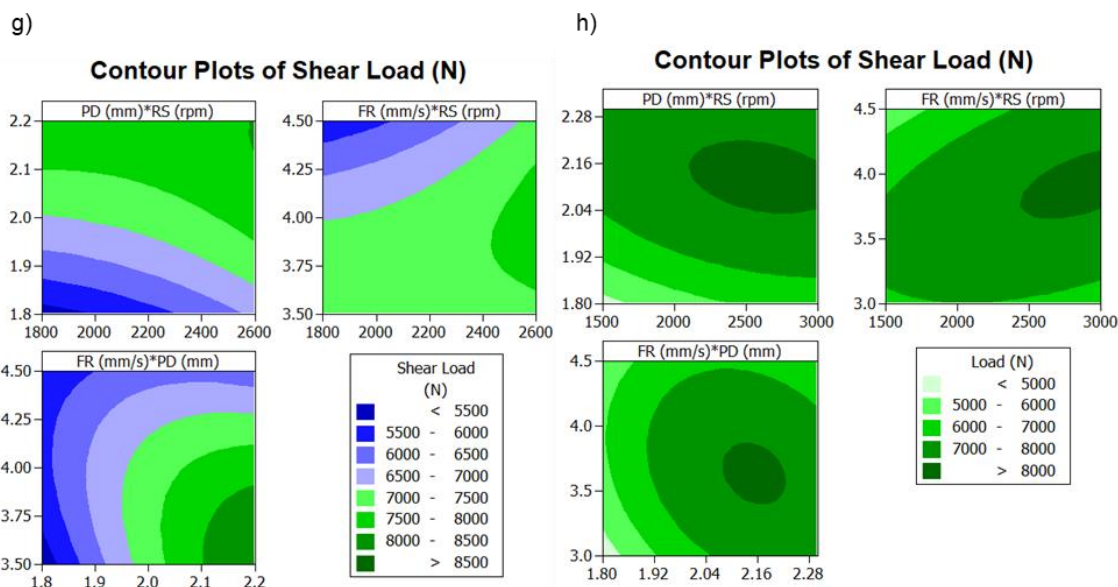 g)
Contour Plots of Shear Load (N)
PD (mm)*RS (rpm)
2.2
2.1
2.0
1.9
1.8
1800 2000 2200 2400 2600
FR (mm/s)*RS (rpm)
4.50
4.25
4.00
3.75
3.50
1800 2000 2200 2400 2600
FR (mm/s)*PD (mm)
4.50
4.25
4.00
3.75
3.50
1.8 1.9 2.0 2.1 2.2
Shear Load
(N)
< 5500
5500 - 6000
6000 - 6500
6500 - 7000
7000 - 7500
7500 - 8000
8000 - 8500
> 8500
h)
Contour Plots of Shear Load (N)
PD (mm)*RS (rpm)
2.28
2.16
2.04
1.92
1.80
1500 2000 2500 3000
FR (mm/s)*RS (rpm)
4.5
4.0
3.5
3.0
1500 2000 2500 3000
FR (mm/s)*PD (mm)
4.5
4.0
3.5
3.0
1.80 1.92 2.04 2.16 2.28
Load (N)
< 5000
5000 - 6000
6000 - 7000
7000 - 8000
> 8000